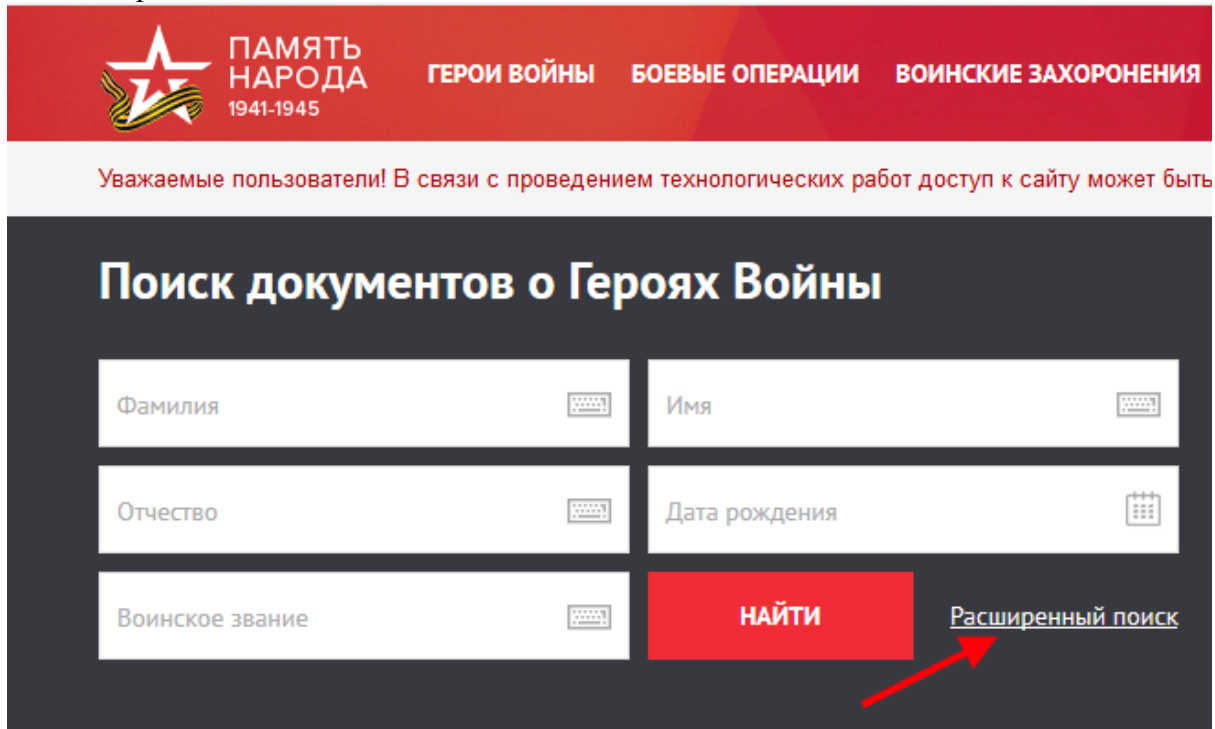 ПАМЯТЬ
НАРОДА
1941-1945
ГЕРОИ ВОЙНЫ БОЕВЫЕ ОПЕРАЦИИ ВОИНСКИЕ ЗАХОРОНЕНИЯ
Уважаемые пользователи! В связи с проведением технологических работ доступ к сайту может быть
Поиск документов о Героях Войны
Фамилия Имя
Отчество Дата рождения
Воинское звание НАЙТИ Расширенный поиск